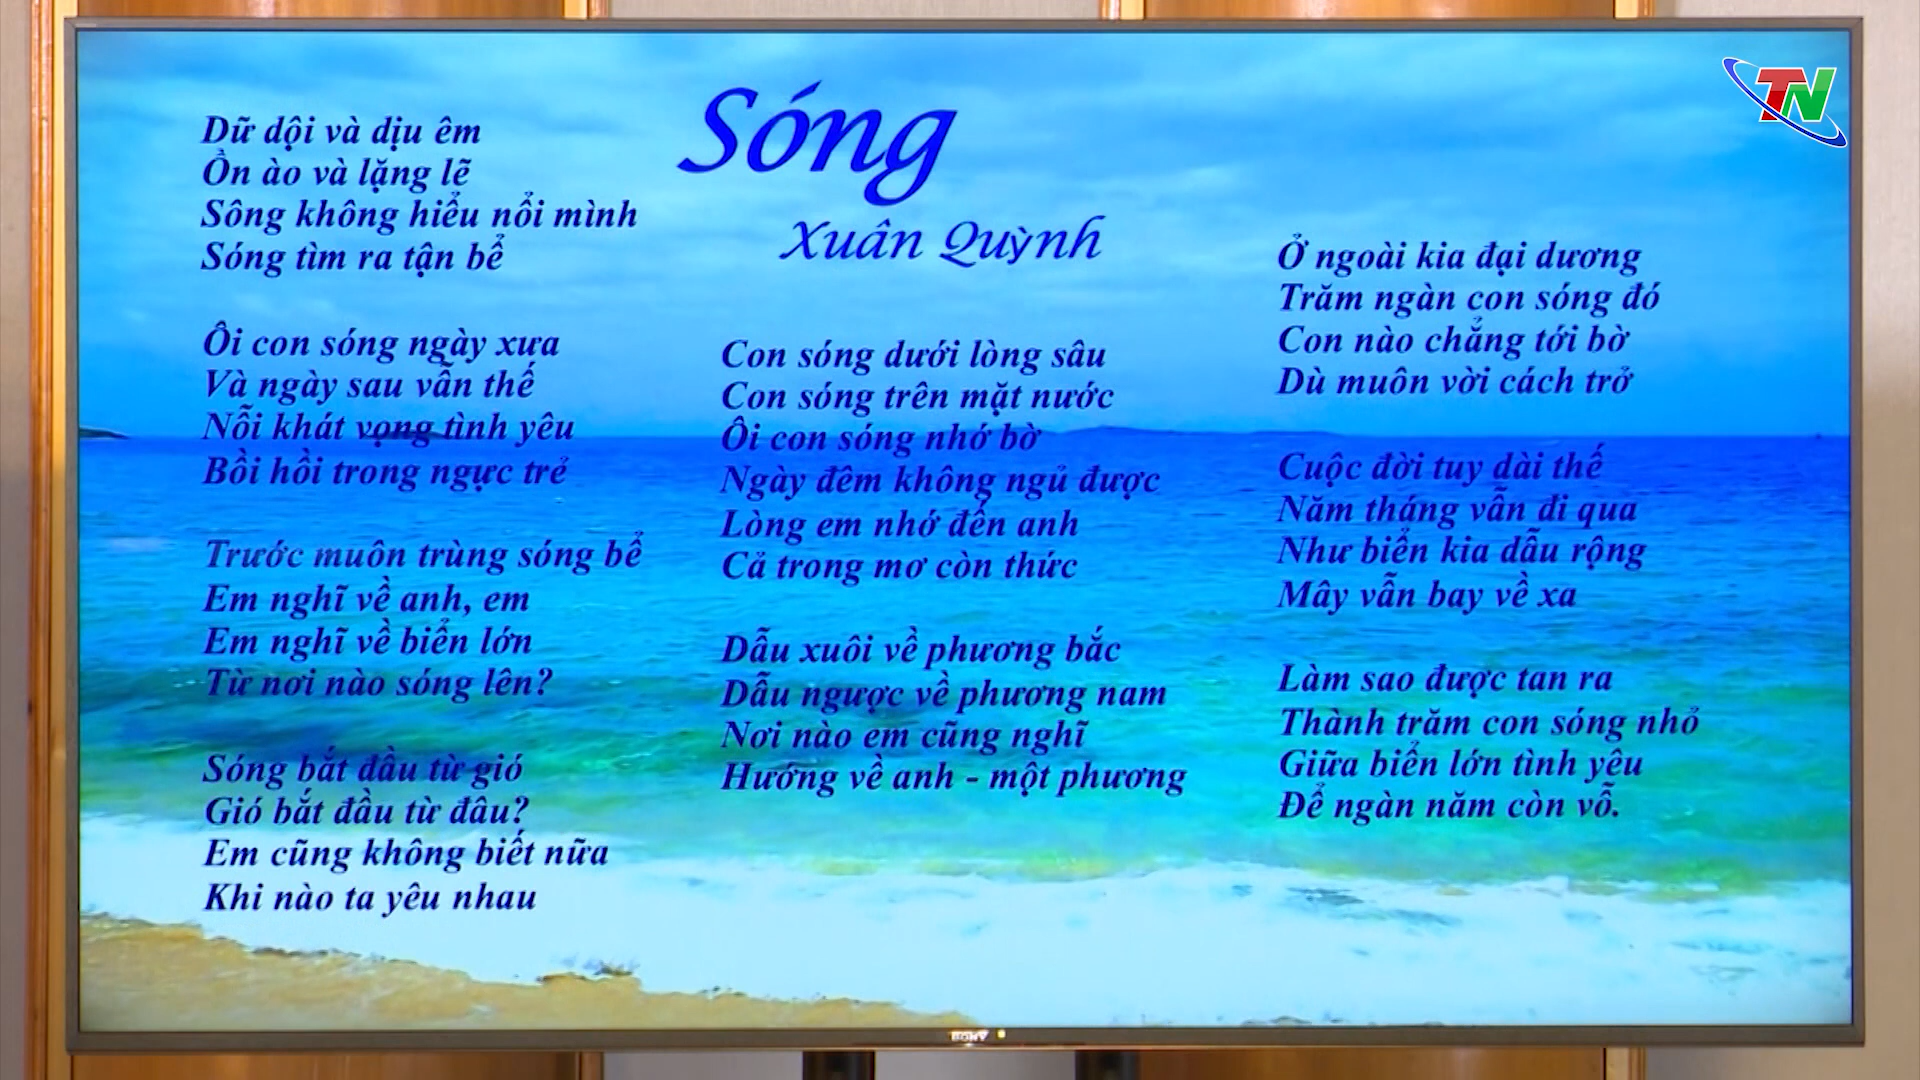 Sóng
Xuân Quỳnh
Dữ dội và dịu êm
Ồn ào và lặng lẽ
Sông không hiểu nổi mình
Sóng tìm ra tận bể
Ôi con sóng ngày xưa
Và ngày sau vẫn thế
Nỗi khát vọng tình yêu
Bồi hồi trong ngực trẻ
Trước muôn trùng sóng bể
Em nghĩ về anh, em
Em nghĩ về biển lớn
Từ nơi nào sóng lên?
Sóng bắt đầu từ gió
Gió bắt đầu từ đâu?
Em cũng không biết nữa
Khi nào ta yêu nhau
Con sóng dưới lòng sâu
Con sóng trên mặt nước
Ôi con sóng nhớ bờ
Ngày đêm không ngủ được
Lòng em nhớ đến anh
Cả trong mơ còn thức
Dẫu xuôi về phương bắc
Dẫu ngược về phương nam
Nơi nào em cũng nghĩ
Hướng về anh - một phương
Ở ngoài kia đại dương
Trăm ngàn con sóng đó
Con nào chẳng tới bờ
Dù muôn vời cách trở
Cuộc đời tuy dài thế
Năm tháng vẫn đi qua
Như biển kia dẫu rộng
Mây vẫn bay về xa
Làm sao được tan ra
Thành trăm con sóng nhỏ
Giữa biển lớn tình yêu
Để ngàn năm còn vỗ.
TN
SONY